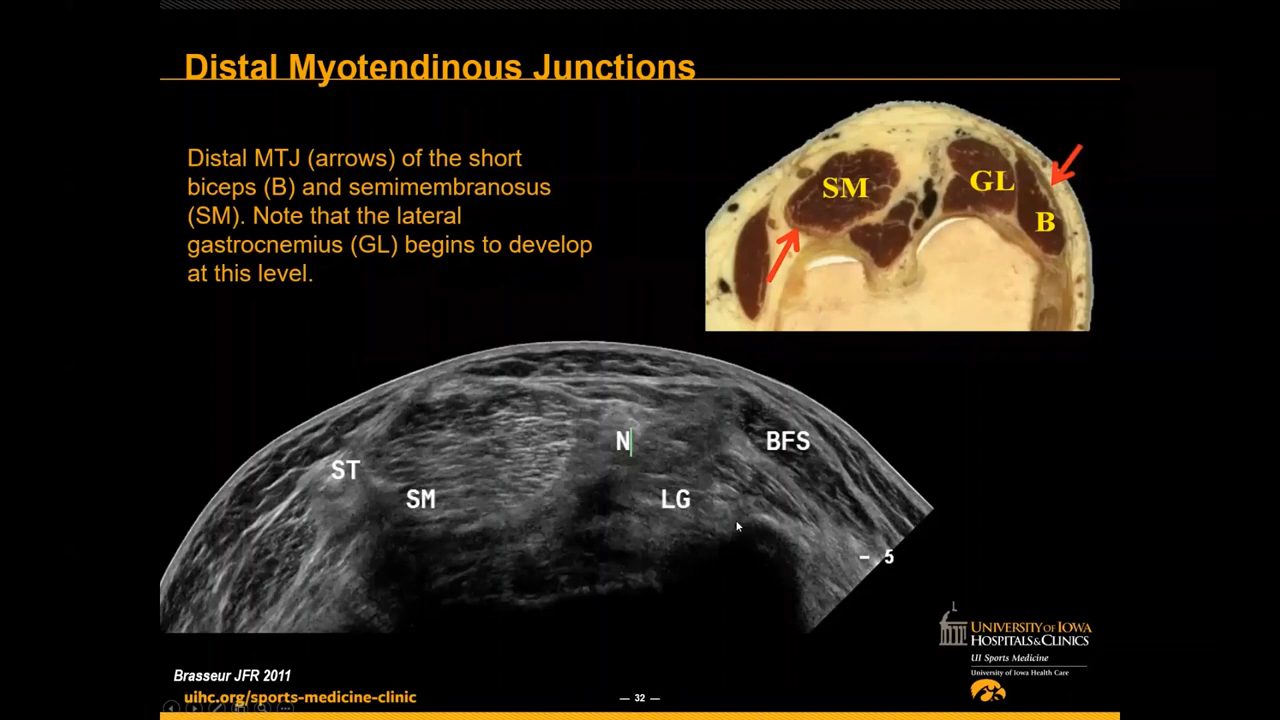 Distal Myotendinous Junctions
Distal MTJ (arrows) of the short
biceps (B) and semimembranosus
(SM). Note that the lateral
gastrocnemius (GL) begins to develop
at this level.
SM
GL
B
N
BFS
ST
SM
LG
- 5
UNIVERSITY OF IOWA
HOSPITALS & CLINICS
UI Sports Medicine
University of Iowa Health Care
Brasseur JFR 2011
uihc.org/sports-medicine-clinic
— 32 —